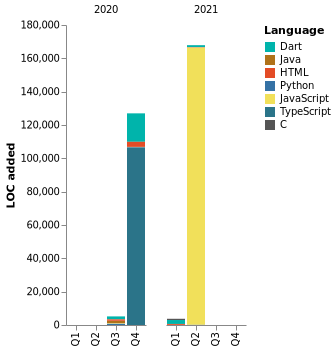 2020
2021
LOC added
180,000
160,000
140,000
120,000
100,000
80,000
60,000
40,000
20,000
0
Q1
Q2
Q3
Q4
Q1
Q2
Q3
Q4
Language
Dart
Java
HTML
Python
JavaScript
TypeScript
C